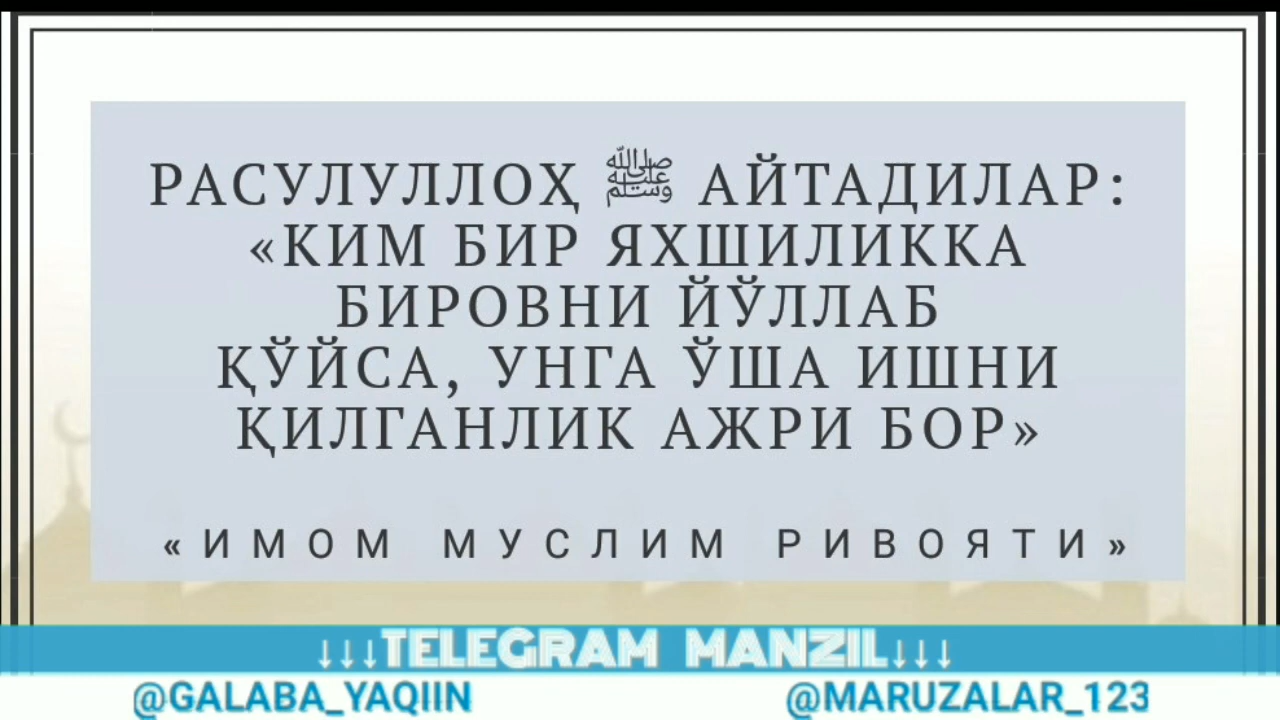 РАСУЛУЛЛОҲ ﷺ АЙТАДИЛАР:
«КИМ БИР ЯХШИЛИККА
БИРОВНИ ЙЎЛЛАБ
ҚЎЙСА, УНГА ЎША ИШНИ
ҚИЛГАНЛИК АЖРИ БОР»
«ИМОМ МУСЛИМ РИВОЯТИ»
↓↓↓TELEGRAM MANZIL↓↓↓
@GALABA_YAQIIN @MARUZALAR_123